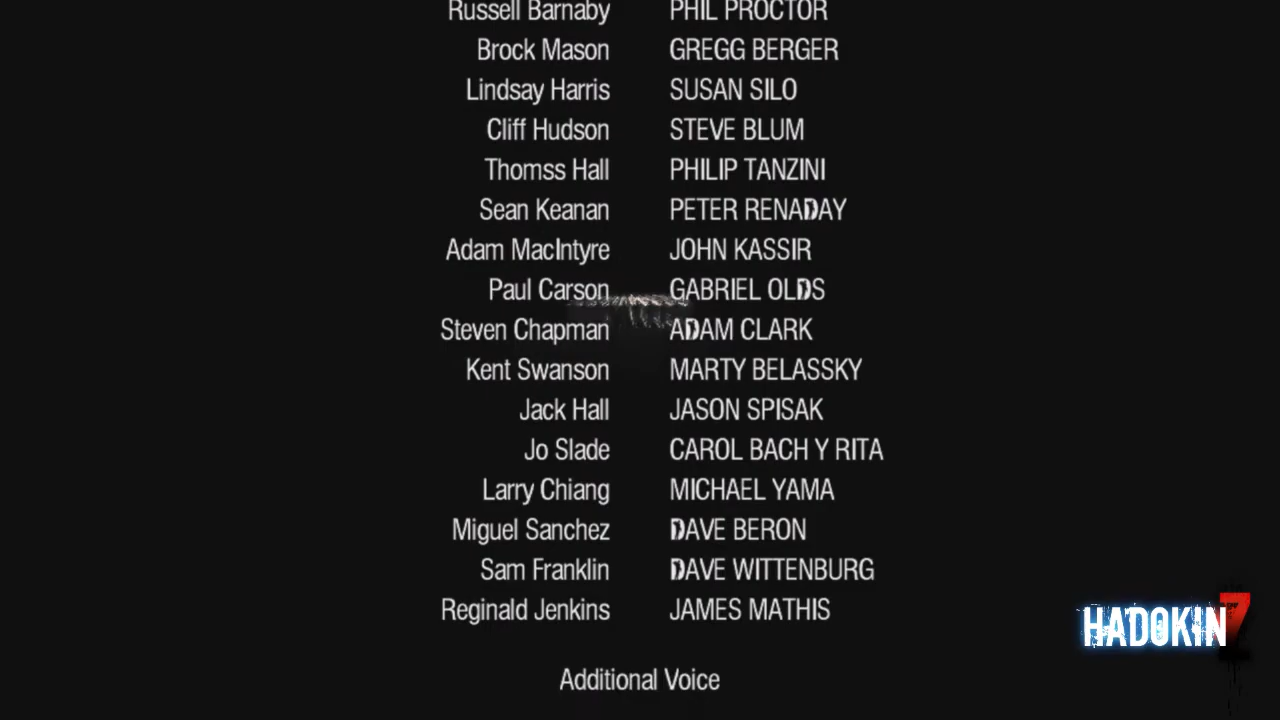 Russell Barnaby PHIL PROCTOR
Brock Mason GREGG BERGER
Lindsay Harris SUSAN SILO
Cliff Hudson STEVE BLUM
Thomss Hall PHILIP TANZINI
Sean Keanan PETER RENADAY
Adam MacIntyre JOHN KASSIR
Paul Carson GABRIEL OLDS
Steven Chapman ADAM CLARK
Kent Swanson MARTY BELASSKY
Jack Hall JASON SPISAK
Jo Slade CAROL BACH Y RITA
Larry Chiang MICHAEL YAMA
Miguel Sanchez DAVE BERON
Sam Franklin DAVE WITTENBURG
Reginald Jenkins JAMES MATHIS
HADOKIN7
Additional Voice